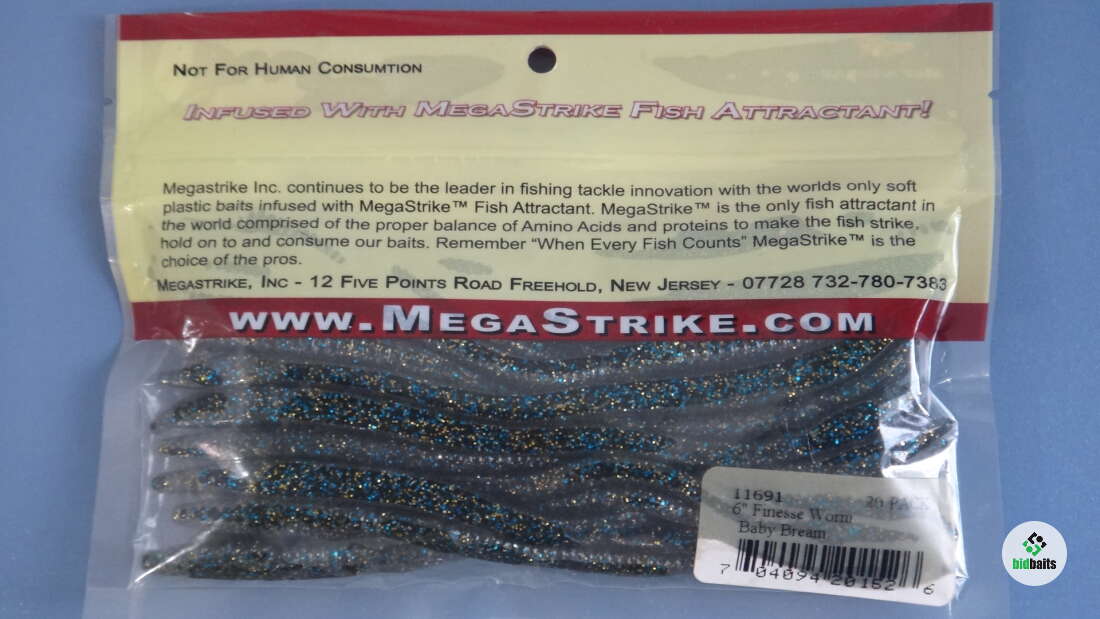 NOT FOR HUMAN CONSUMTION
INFUSED WITH MEGASTRIKE FISH ATTRACTANT!
Megastrike Inc. continues to be the leader in fishing tackle innovation with the worlds only soft
plastic baits infused with MegaStrike™ Fish Attractant. MegaStrike™ is the only fish attractant in
the world comprised of the proper balance of Amino Acids and proteins to make the fish strike,
hold on to and consume our baits. Remember “When Every Fish Counts” MegaStrike™ is the
choice of the pros.
MEGASTRIKE, INC - 12 FIVE POINTS ROAD FREEHOLD, NEW JERSEY - 07728 732-780-7383
WWW.MEGASTRIKE.COM
11691 20 PACK
6" Finesse Worm
Baby Bream
7 04094 20152 6
bidbaits